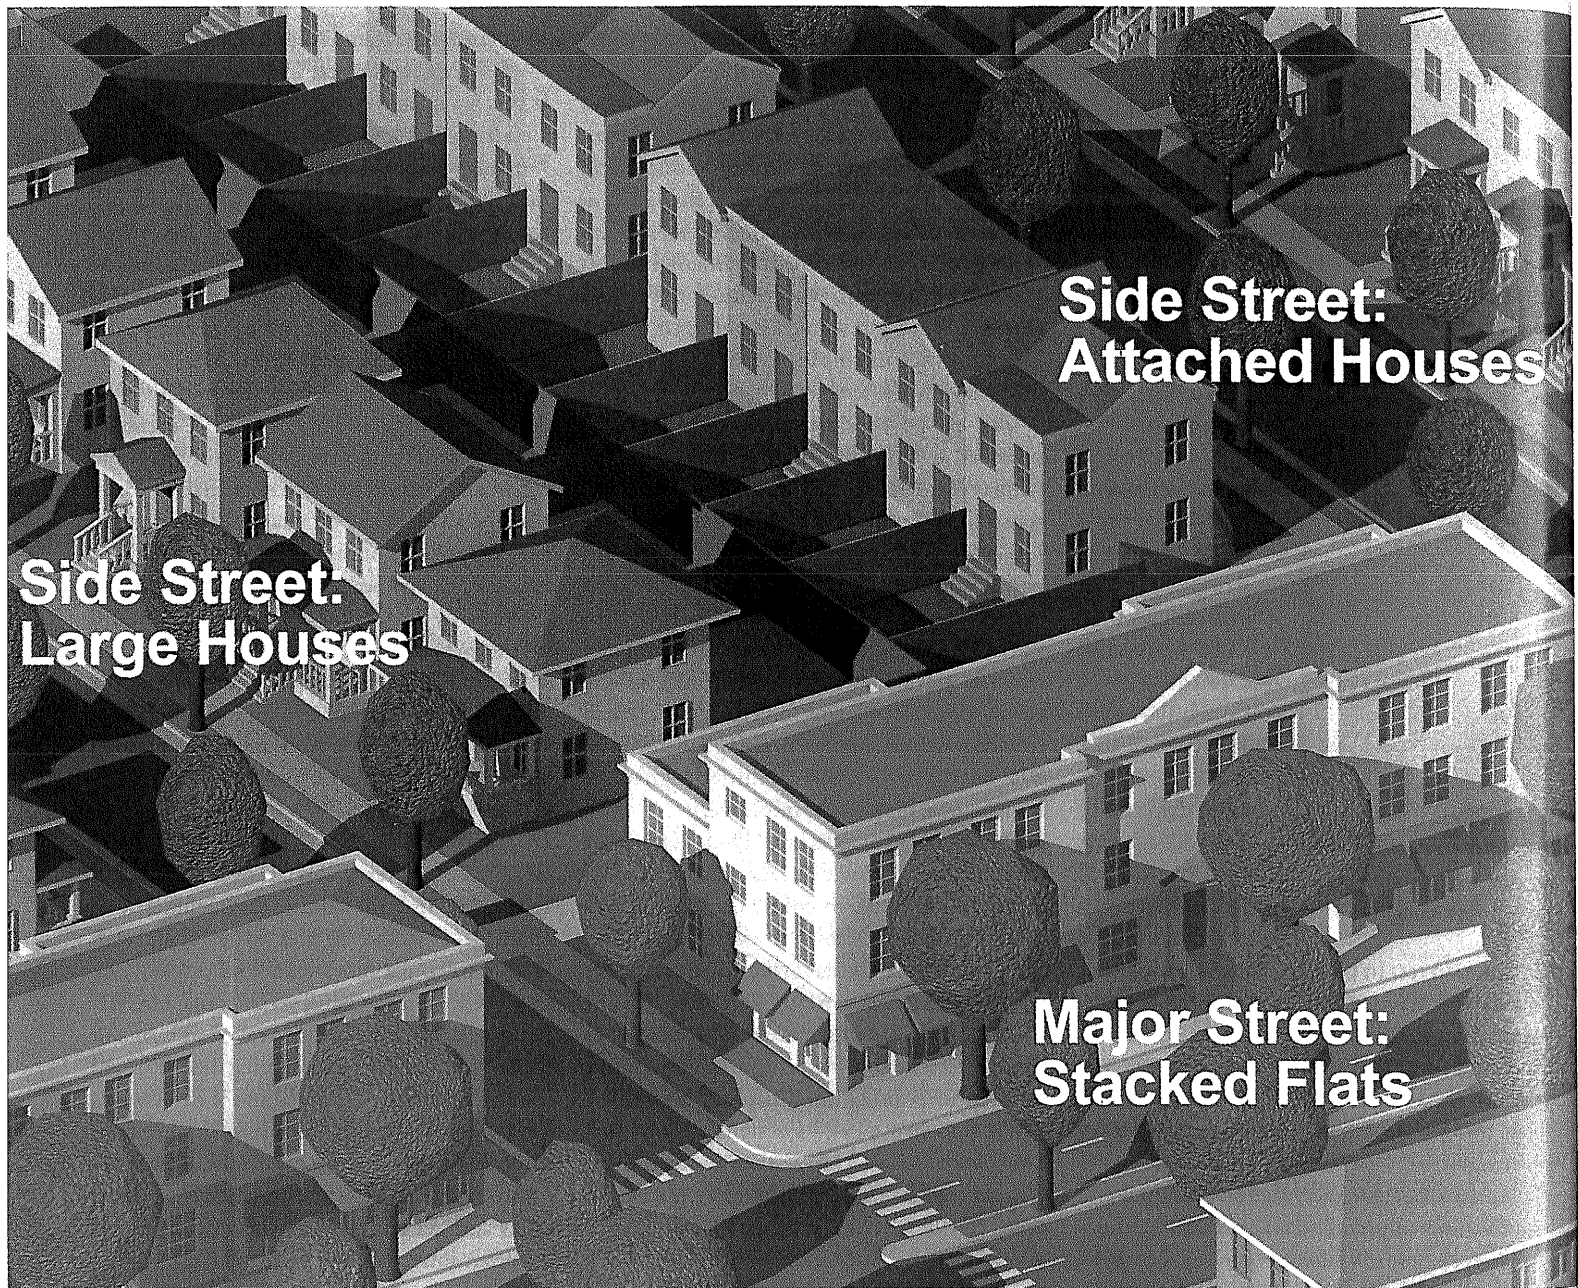 Side Street:
Attached Houses
Side Street:
Large Houses
Major Street:
Stacked Flats